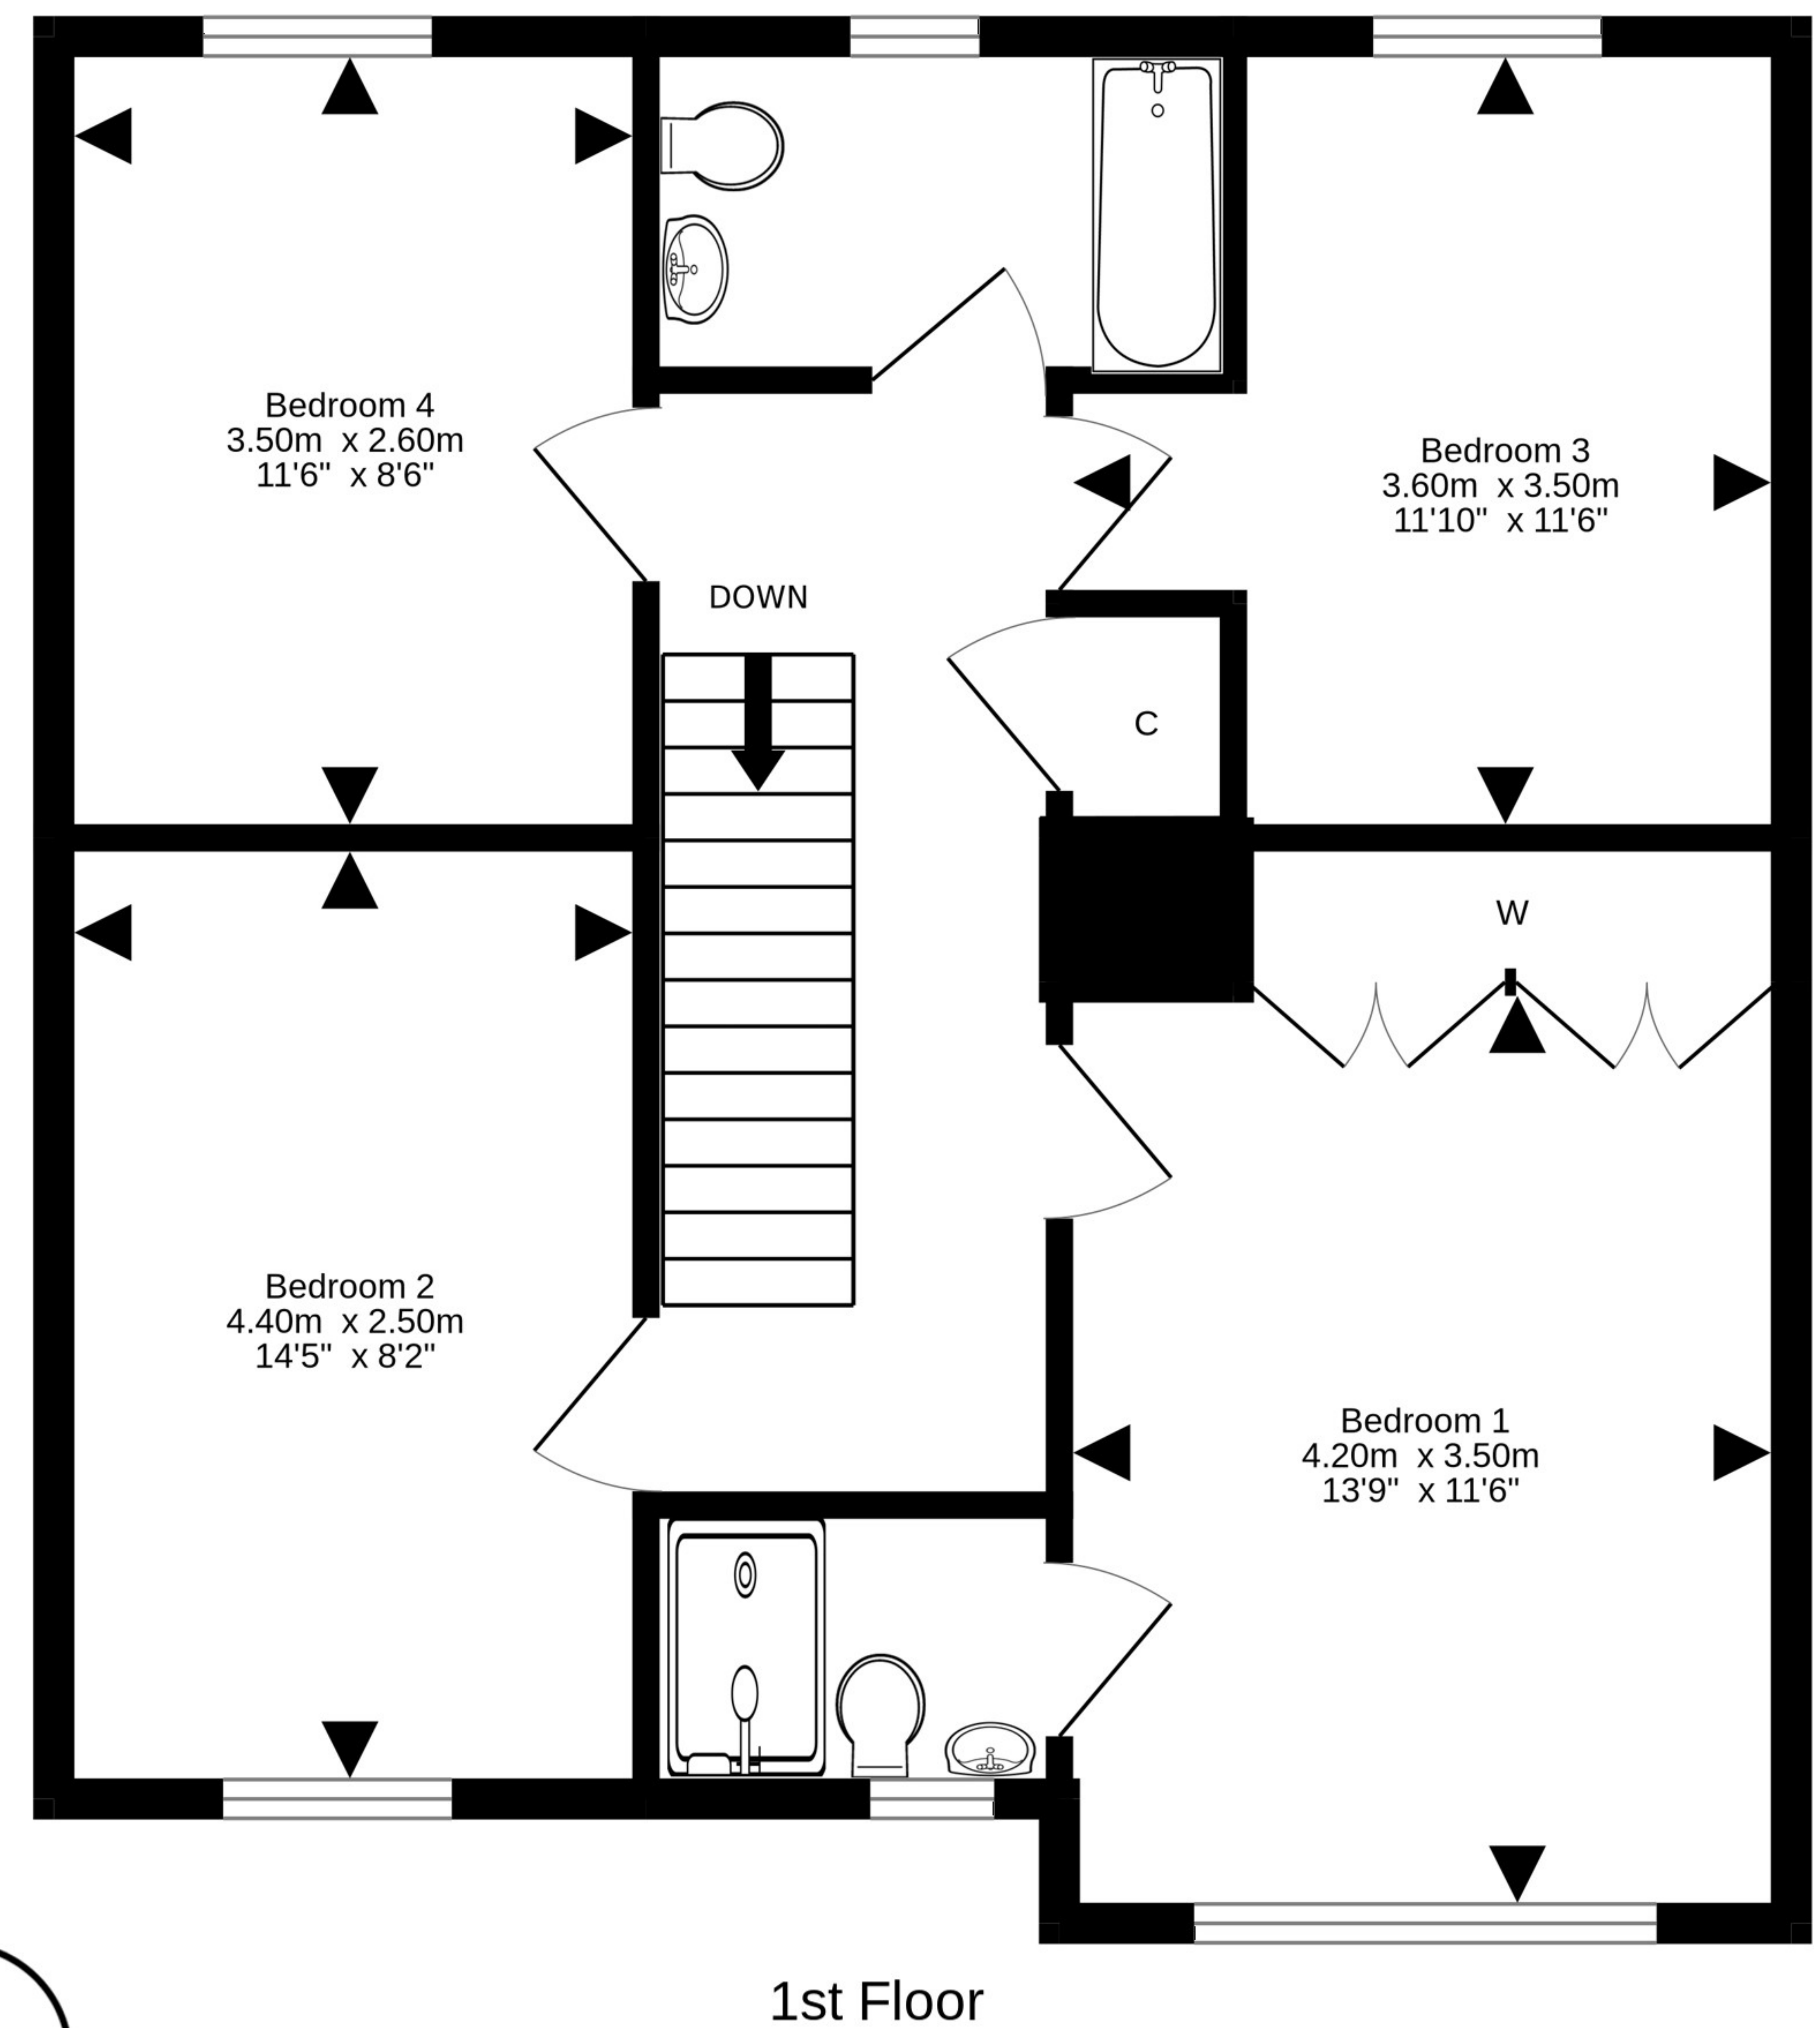 Bedroom 4
3.50m x 2.60m
11'6" x 8'6"
Bedroom 3
3.60m x 3.50m
11'10" x 11'6"
DOWN
C
W
Bedroom 2
4.40m x 2.50m
14'5" x 8'2"
Bedroom 1
4.20m x 3.50m
13'9" x 11'6"
1st Floor